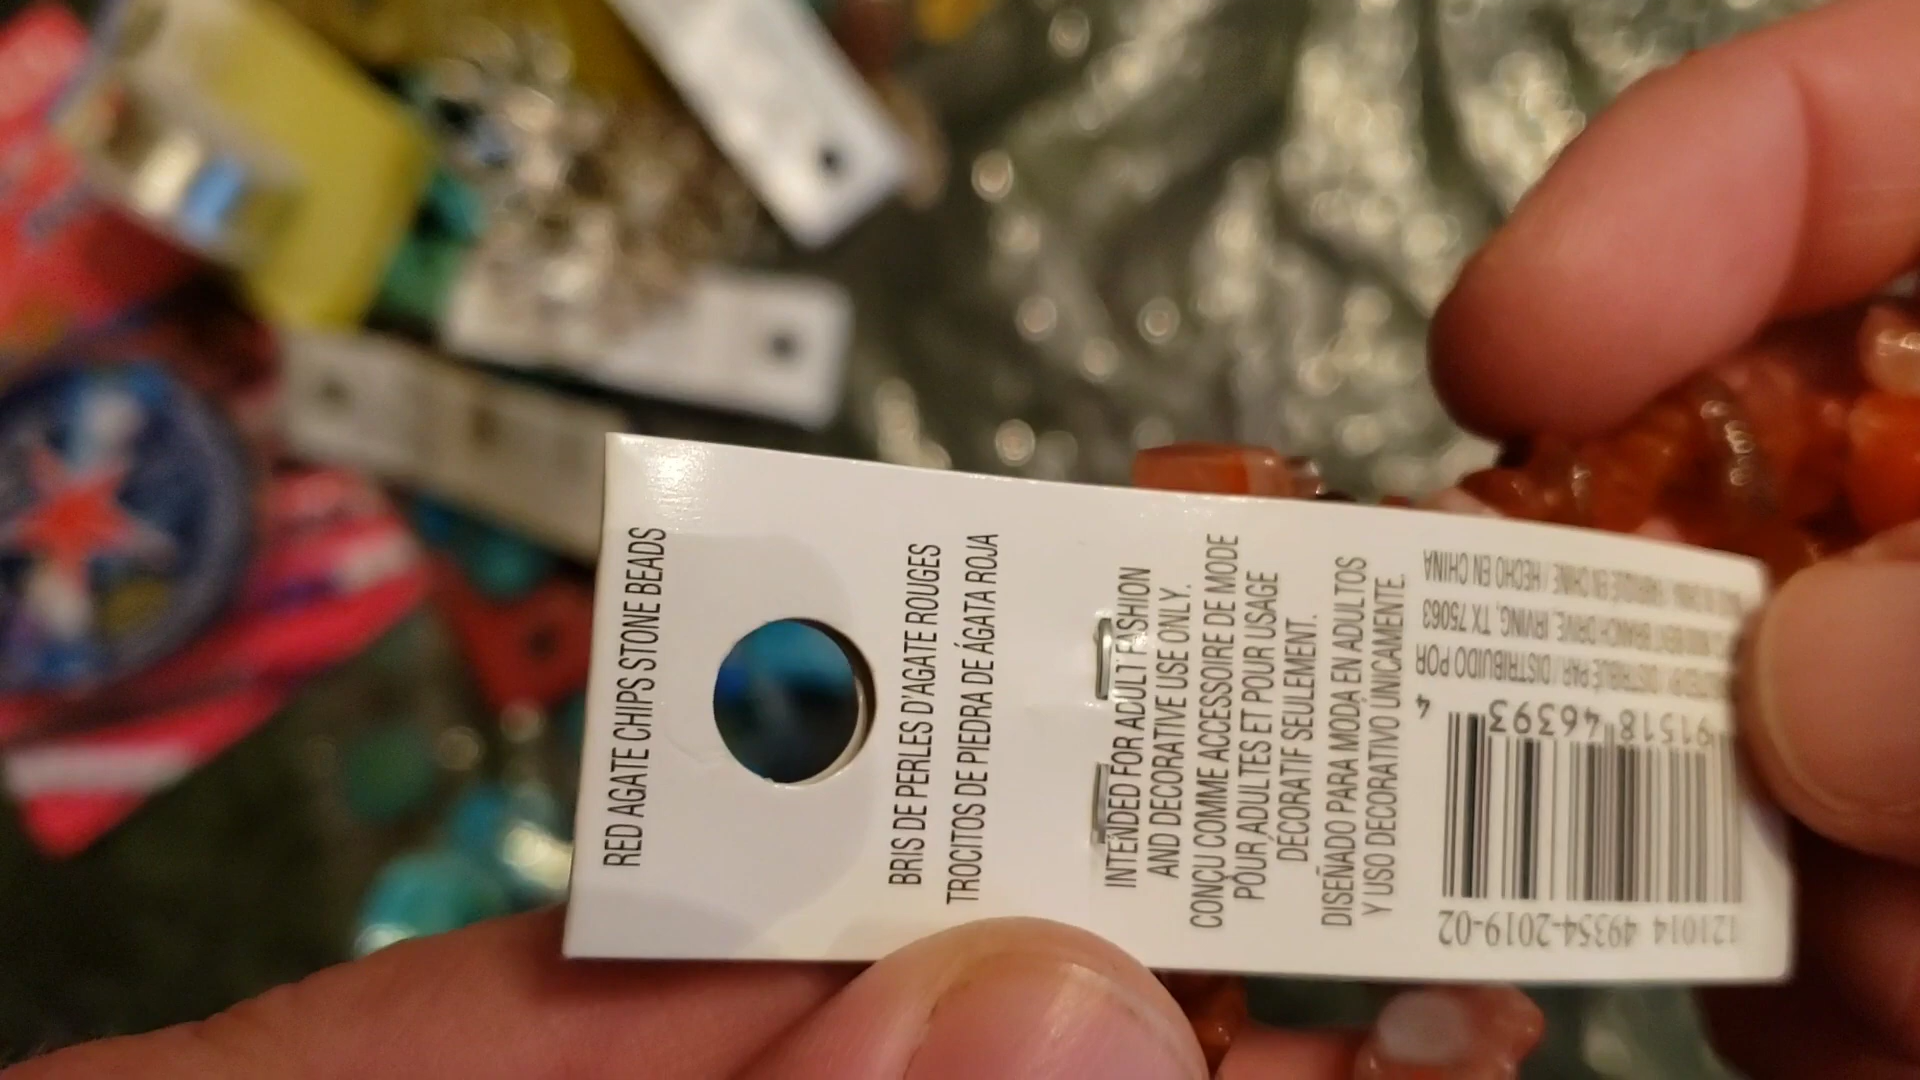 RED AGATE CHIPS STONE BEADS
BRIS DE PERLES D'AGATE ROUGES
TROCITOS DE PIEDRA DE ÁGATA ROJA
INTENDED FOR ADULT FASHION
AND DECORATIVE USE ONLY.
CONÇU COMME ACCESSOIRE DE MODE
POUR ADULTES ET POUR USAGE
DÉCORATIF SEULEMENT.
DISEÑADO PARA MODA EN ADULTOS
Y USO DECORATIVO ÚNICAMENTE.
121014 49354-2019-02
91518 46393 4
DISTRIBUÉ PAR / DISTRIBUIDO POR
BRANCH DRIVE, IRVING, TX 75063
FABRIQUÉ EN CHINE / HECHO EN CHINA